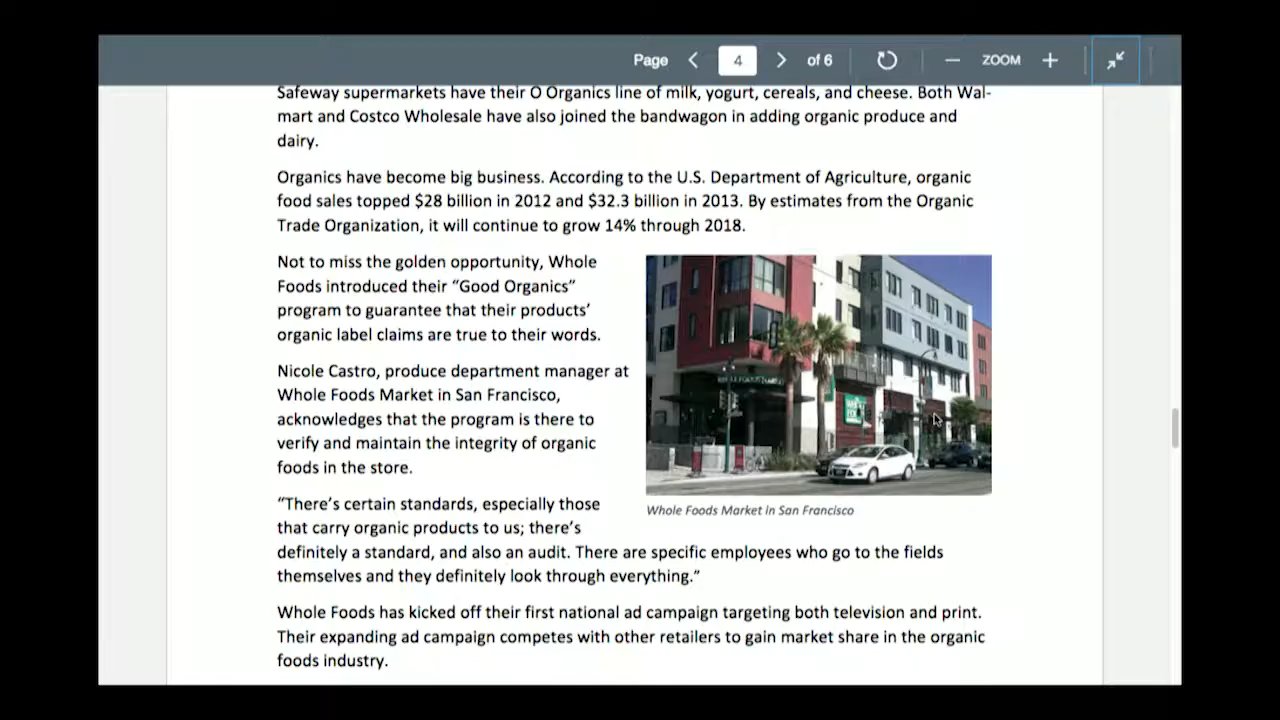 Page 4 of 6 ZOOM
Safeway supermarkets have their O Organics line of milk, yogurt, cereals, and cheese. Both Wal-
mart and Costco Wholesale have also joined the bandwagon in adding organic produce and
dairy.
Organics have become big business. According to the U.S. Department of Agriculture, organic
food sales topped $28 billion in 2012 and $32.3 billion in 2013. By estimates from the Organic
Trade Organization, it will continue to grow 14% through 2018.
Not to miss the golden opportunity, Whole
Foods introduced their “Good Organics”
program to guarantee that their products’
organic label claims are true to their words.
Nicole Castro, produce department manager at
Whole Foods Market in San Francisco,
acknowledges that the program is there to
verify and maintain the integrity of organic
foods in the store.
“There’s certain standards, especially those
that carry organic products to us; there’s
definitely a standard, and also an audit. There are specific employees who go to the fields
themselves and they definitely look through everything.”
Whole Foods has kicked off their first national ad campaign targeting both television and print.
Their expanding ad campaign competes with other retailers to gain market share in the organic
foods industry.
WHOLE FOODS MARKET
Whole Foods Market in San Francisco